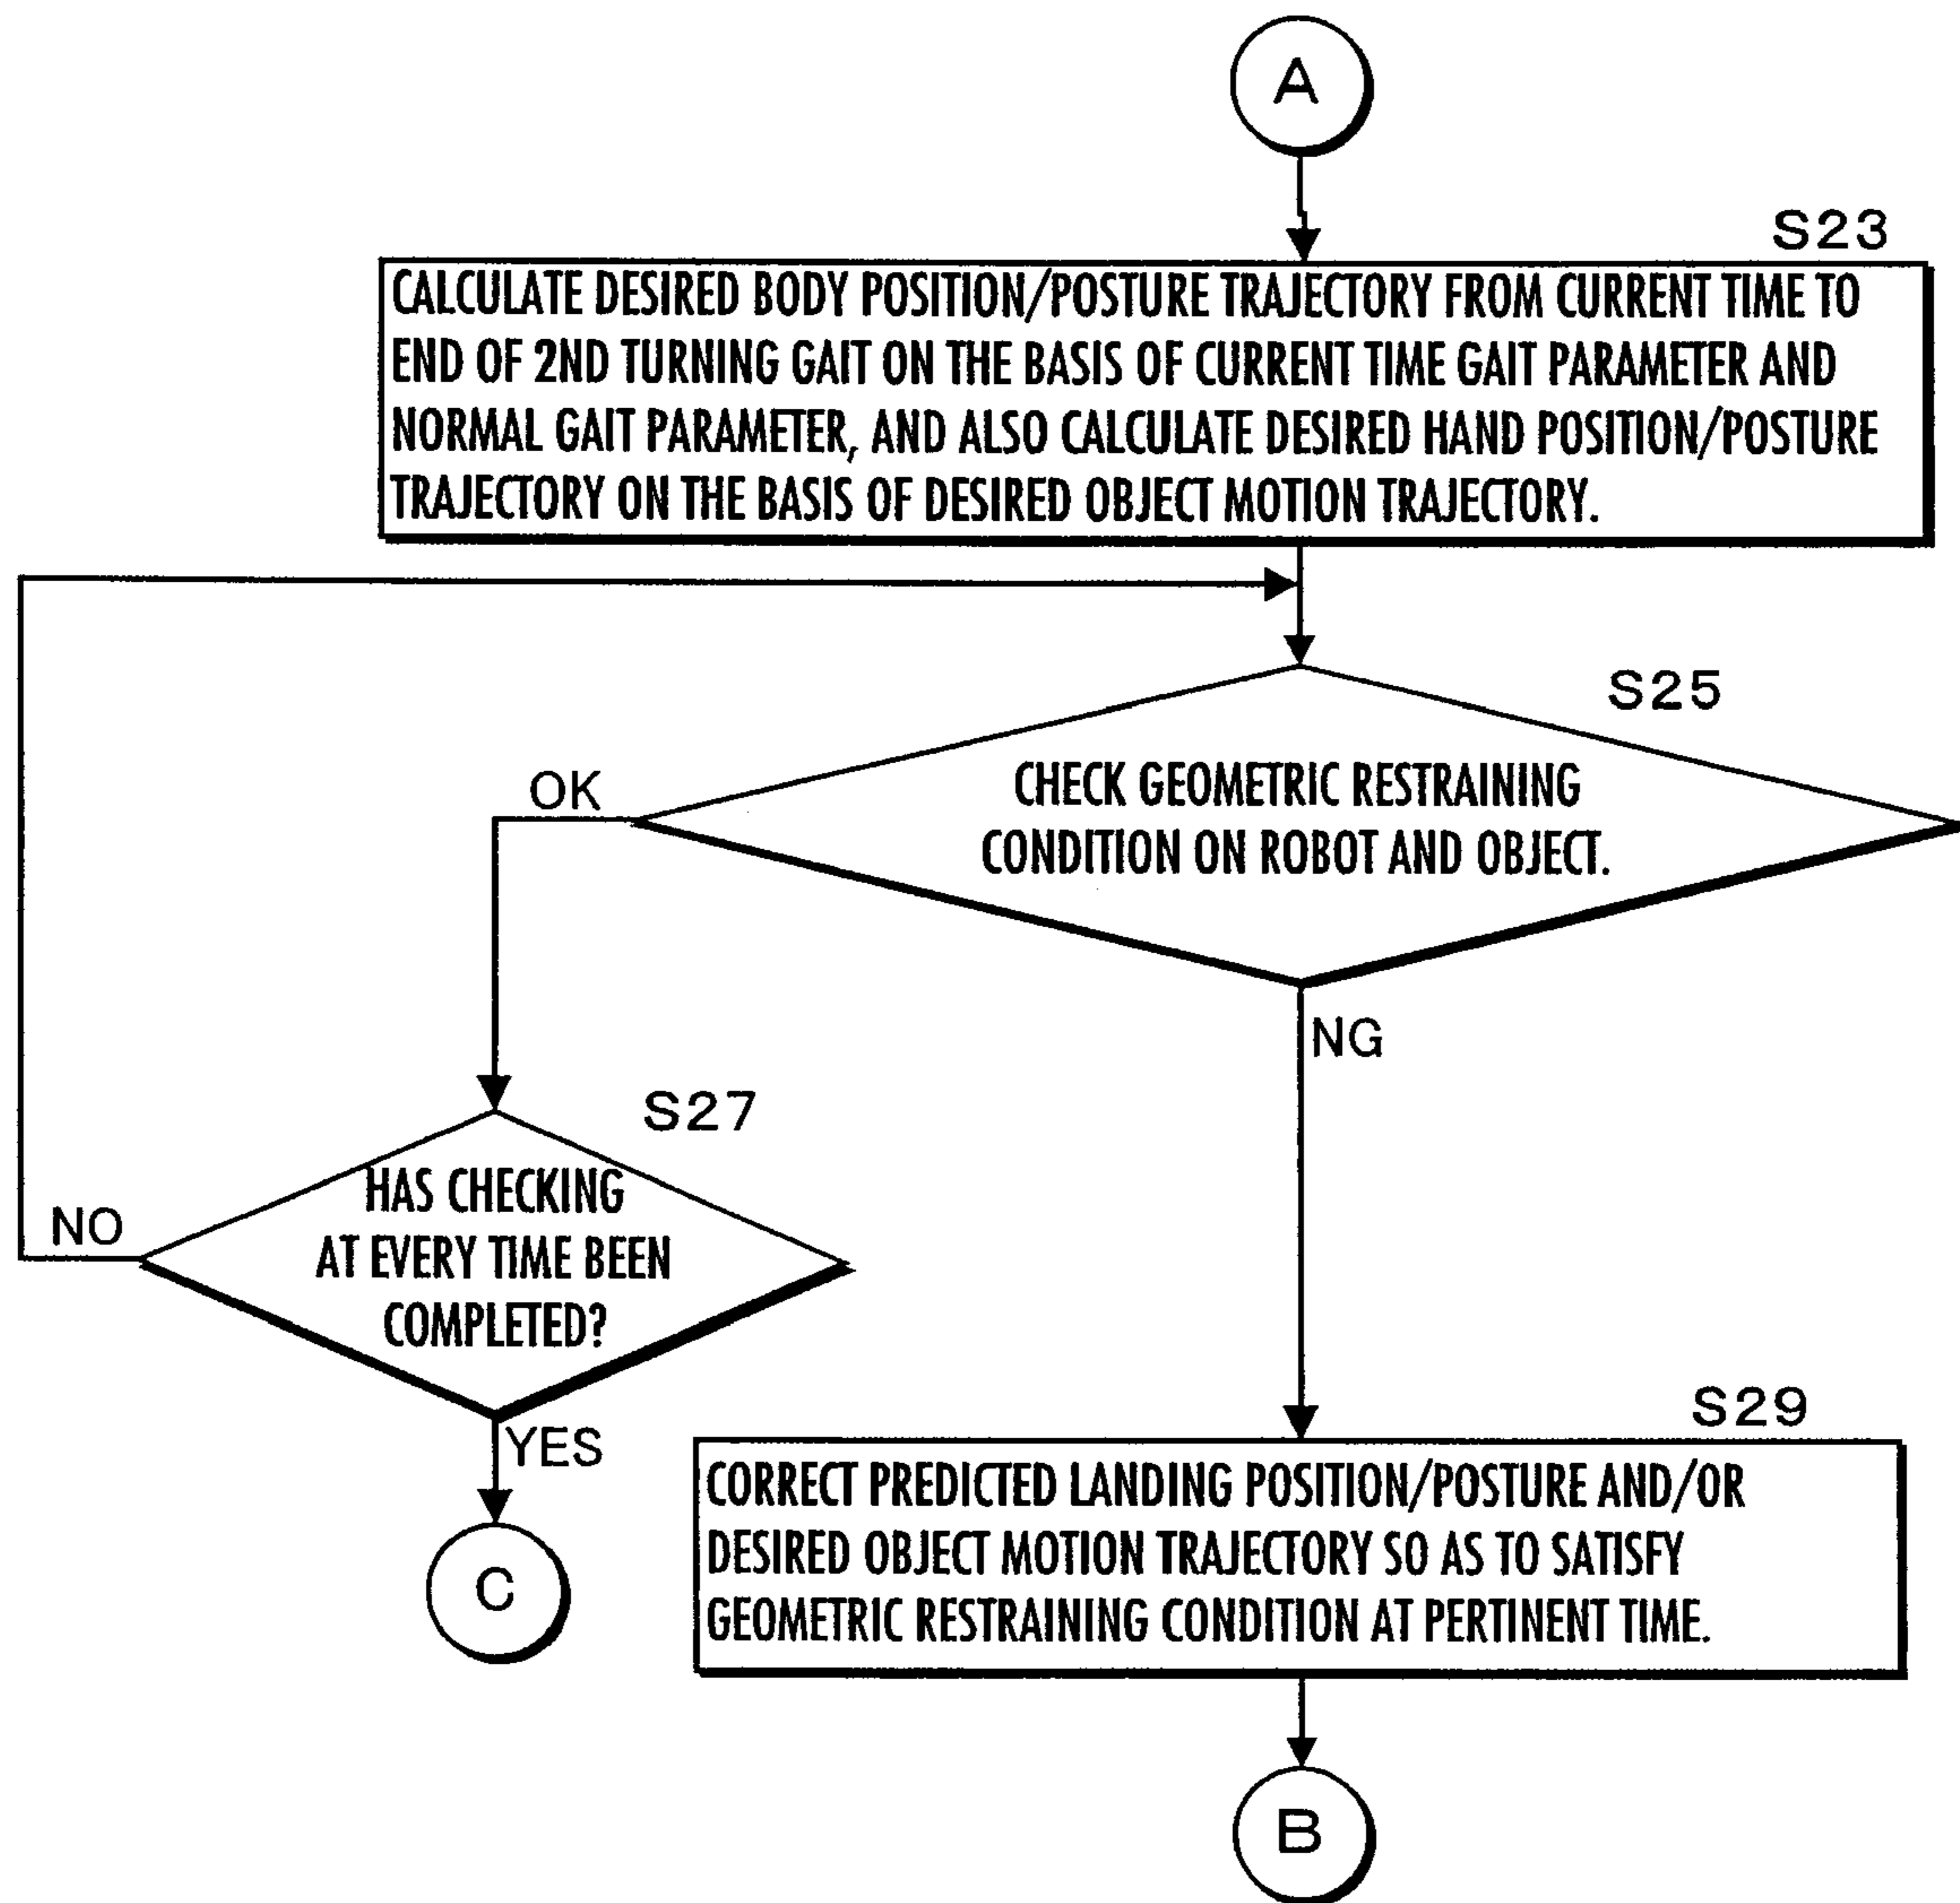 A
S23
CALCULATE DESIRED BODY POSITION/POSTURE TRAJECTORY FROM CURRENT TIME TO
END OF 2ND TURNING GAIT ON THE BASIS OF CURRENT TIME GAIT PARAMETER AND
NORMAL GAIT PARAMETER, AND ALSO CALCULATE DESIRED HAND POSITION/POSTURE
TRAJECTORY ON THE BASIS OF DESIRED OBJECT MOTION TRAJECTORY.
S25
OK
CHECK GEOMETRIC RESTRAINING
CONDITION ON ROBOT AND OBJECT.
NG
S27
HAS CHECKING
NO
AT EVERY TIME BEEN
COMPLETED?
YES
S29
CORRECT PREDICTED LANDING POSITION/POSTURE AND/OR
DESIRED OBJECT MOTION TRAJECTORY SO AS TO SATISFY
GEOMETRIC RESTRAINING CONDITION AT PERTINENT TIME.
C
B